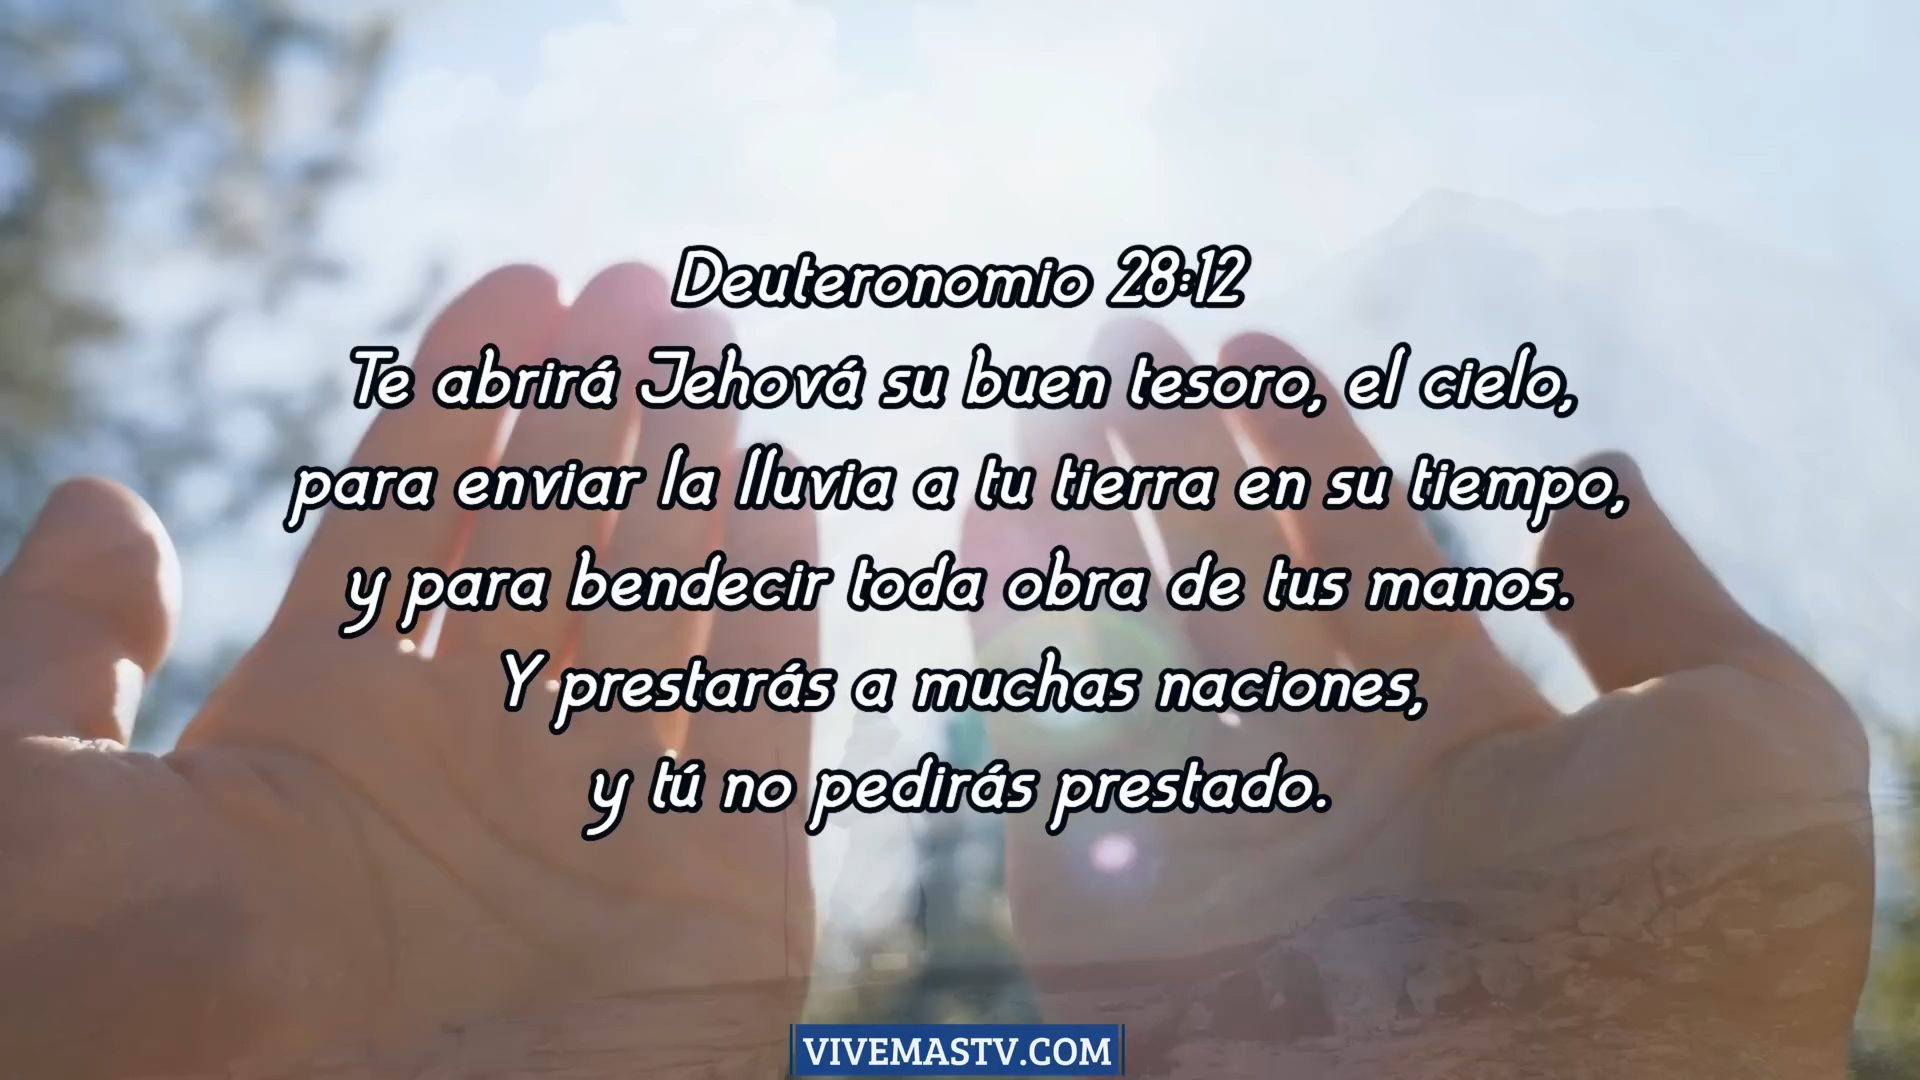 Deuteronomio 28:12
Te abrirá Jehová su buen tesoro, el cielo,
para enviar la lluvia a tu tierra en su tiempo,
y para bendecir toda obra de tus manos.
Y prestarás a muchas naciones,
y tú no pedirás prestado.
VIVEMASTV.COM